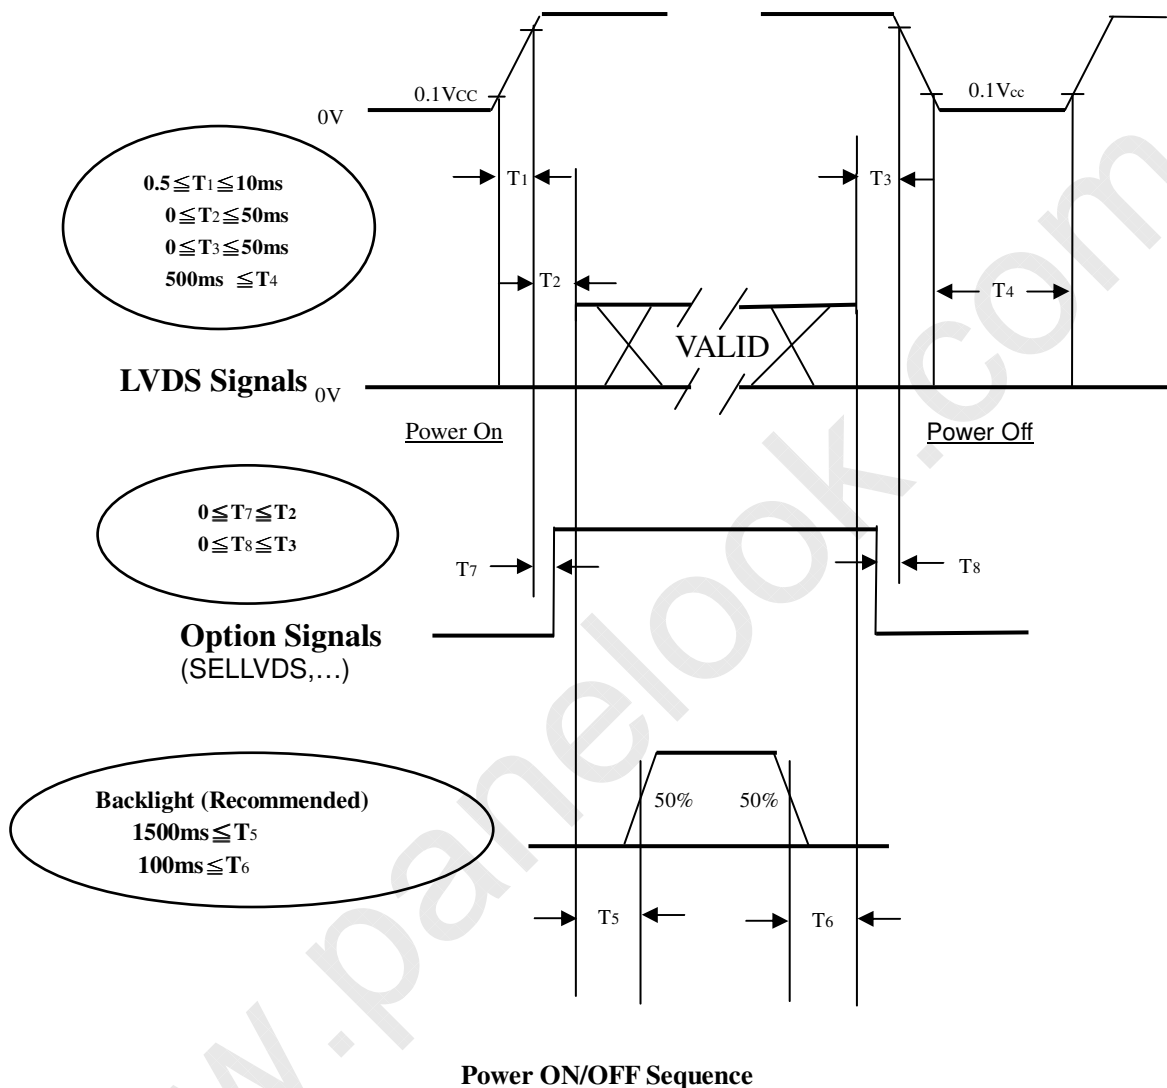 0.1VCC
0.1Vcc
0V
0.5≦T1≦10ms
0≦T2≦50ms
0≦T3≦50ms
500ms ≦T4
T1
T3
T2
T4
VALID
LVDS Signals 0V
Power On
Power Off
0≦T7≦T2
0≦T8≦T3
T7
T8
Option Signals
(SELLVDS,…)
Backlight (Recommended)
1500ms≦T5
100ms≦T6
50%
50%
T5
T6
Power ON/OFF Sequence
www.panelook.com